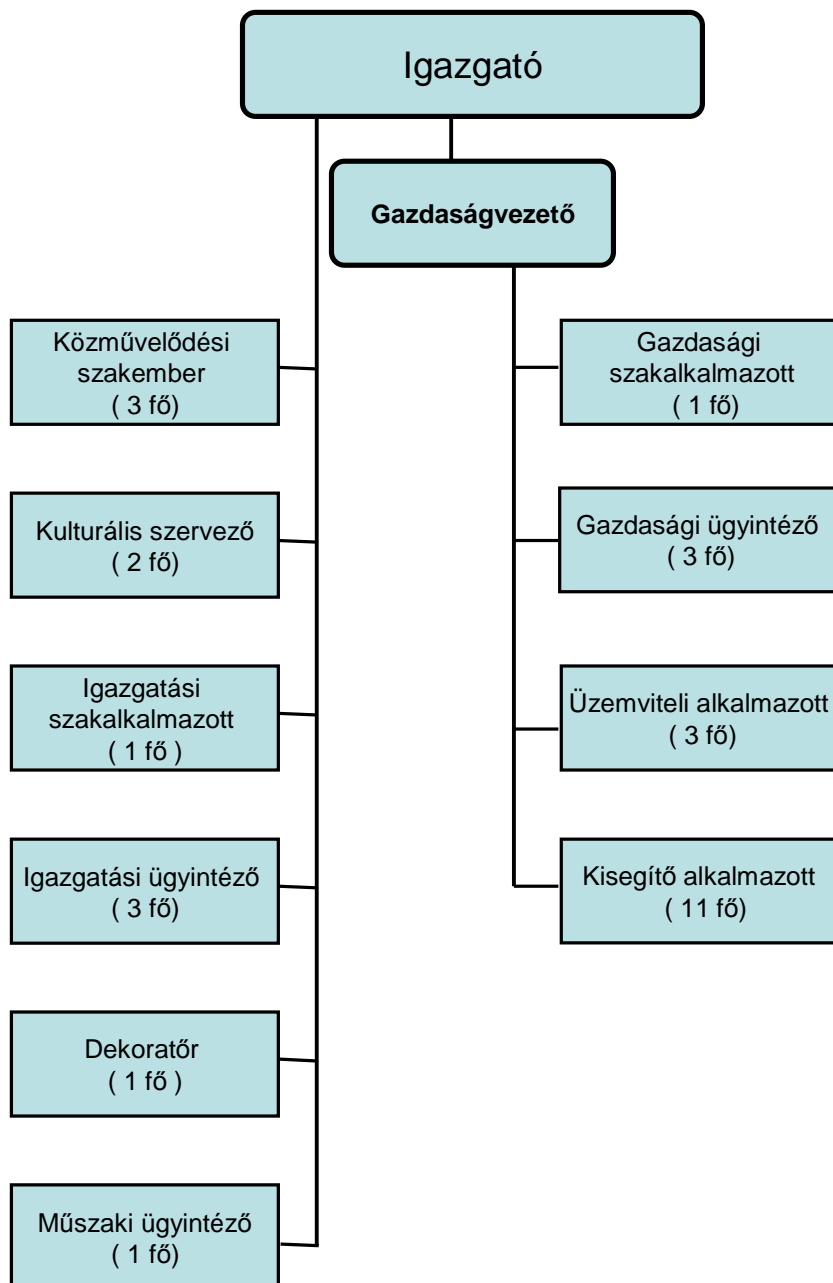 Igazgató
Gazdaságvezető
Közművelődési
szakember
( 3 fő)
Kulturális szervező
( 2 fő)
Igazgatási
szakalkalmazott
( 1 fő )
Igazgatási ügyintéző
( 3 fő)
Dekoratőr
( 1 fő )
Műszaki ügyintéző
( 1 fő)
Gazdasági
szakalkalmazott
( 1 fő)
Gazdasági ügyintéző
( 3 fő)
Üzemviteli alkalmazott
( 3 fő)
Kisegítő alkalmazott
( 11 fő)